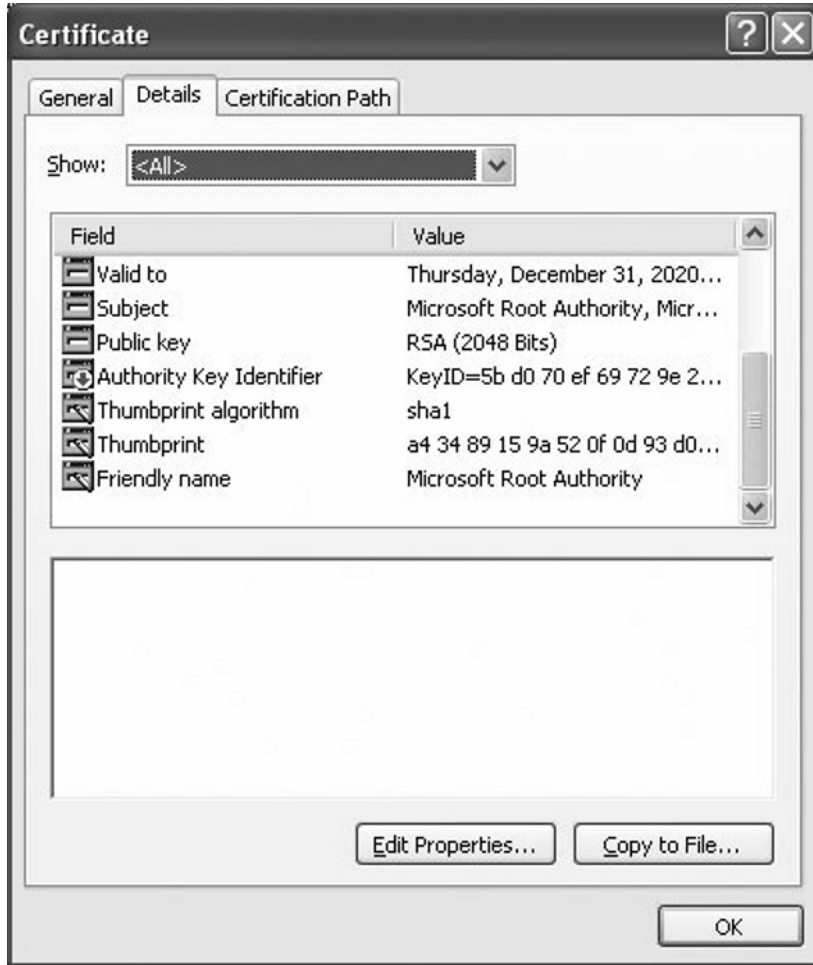 Certificate
General Details Certification Path
Show: <All>
Field Value
Valid to Thursday, December 31, 2020...
Subject Microsoft Root Authority, Micr...
Public key RSA (2048 Bits)
Authority Key Identifier KeyID=5b d0 70 ef 69 72 9e 2...
Thumbprint algorithm sha1
Thumbprint a4 34 89 15 9a 52 0f 0d 93 d0...
Friendly name Microsoft Root Authority
Edit Properties... Copy to File...
OK